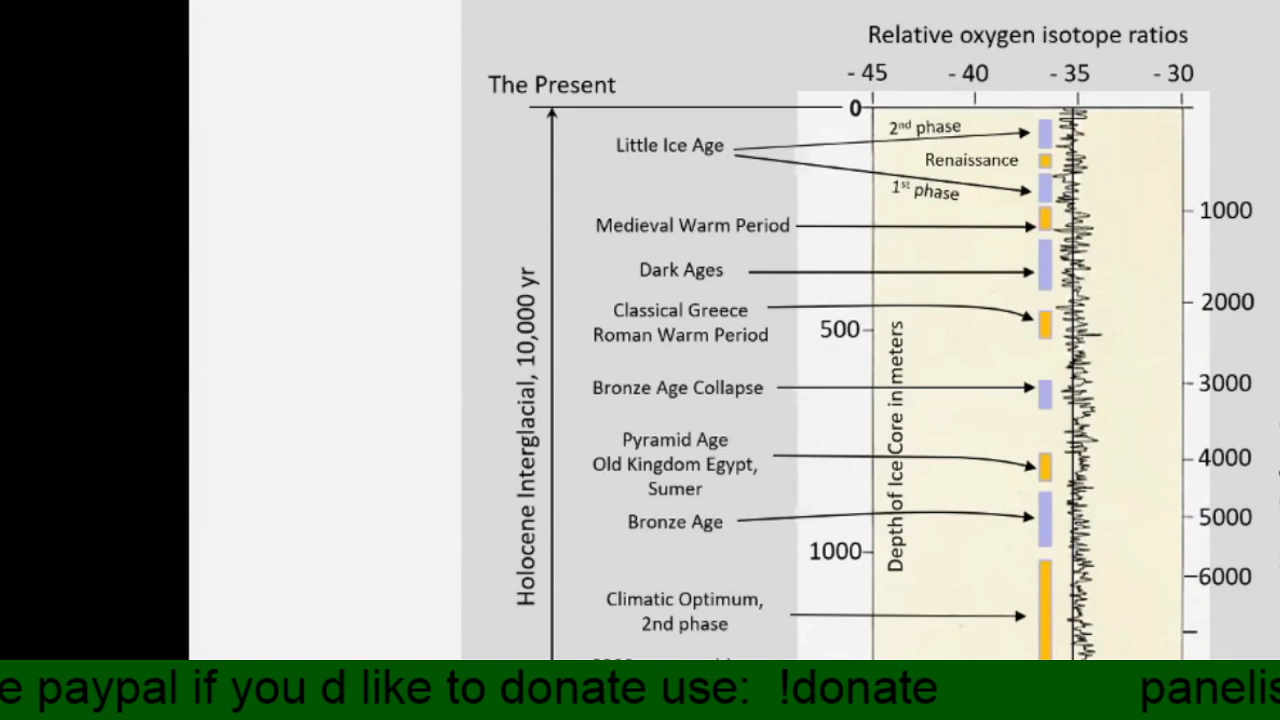 Relative oxygen isotope ratios
- 45 - 40 - 35 - 30
The Present
0
2nd phase
Little Ice Age
Renaissance
1st phase
1000
Medieval Warm Period
Dark Ages
2000
Classical Greece
Roman Warm Period
500
3000
Bronze Age Collapse
Pyramid Age
Old Kingdom Egypt,
Sumer
4000
Bronze Age
5000
1000
6000
Climatic Optimum,
2nd phase
Holocene Interglacial, 10,000 yr
Depth of Ice Core in meters
e paypal if you d like to donate use: !donate panelis